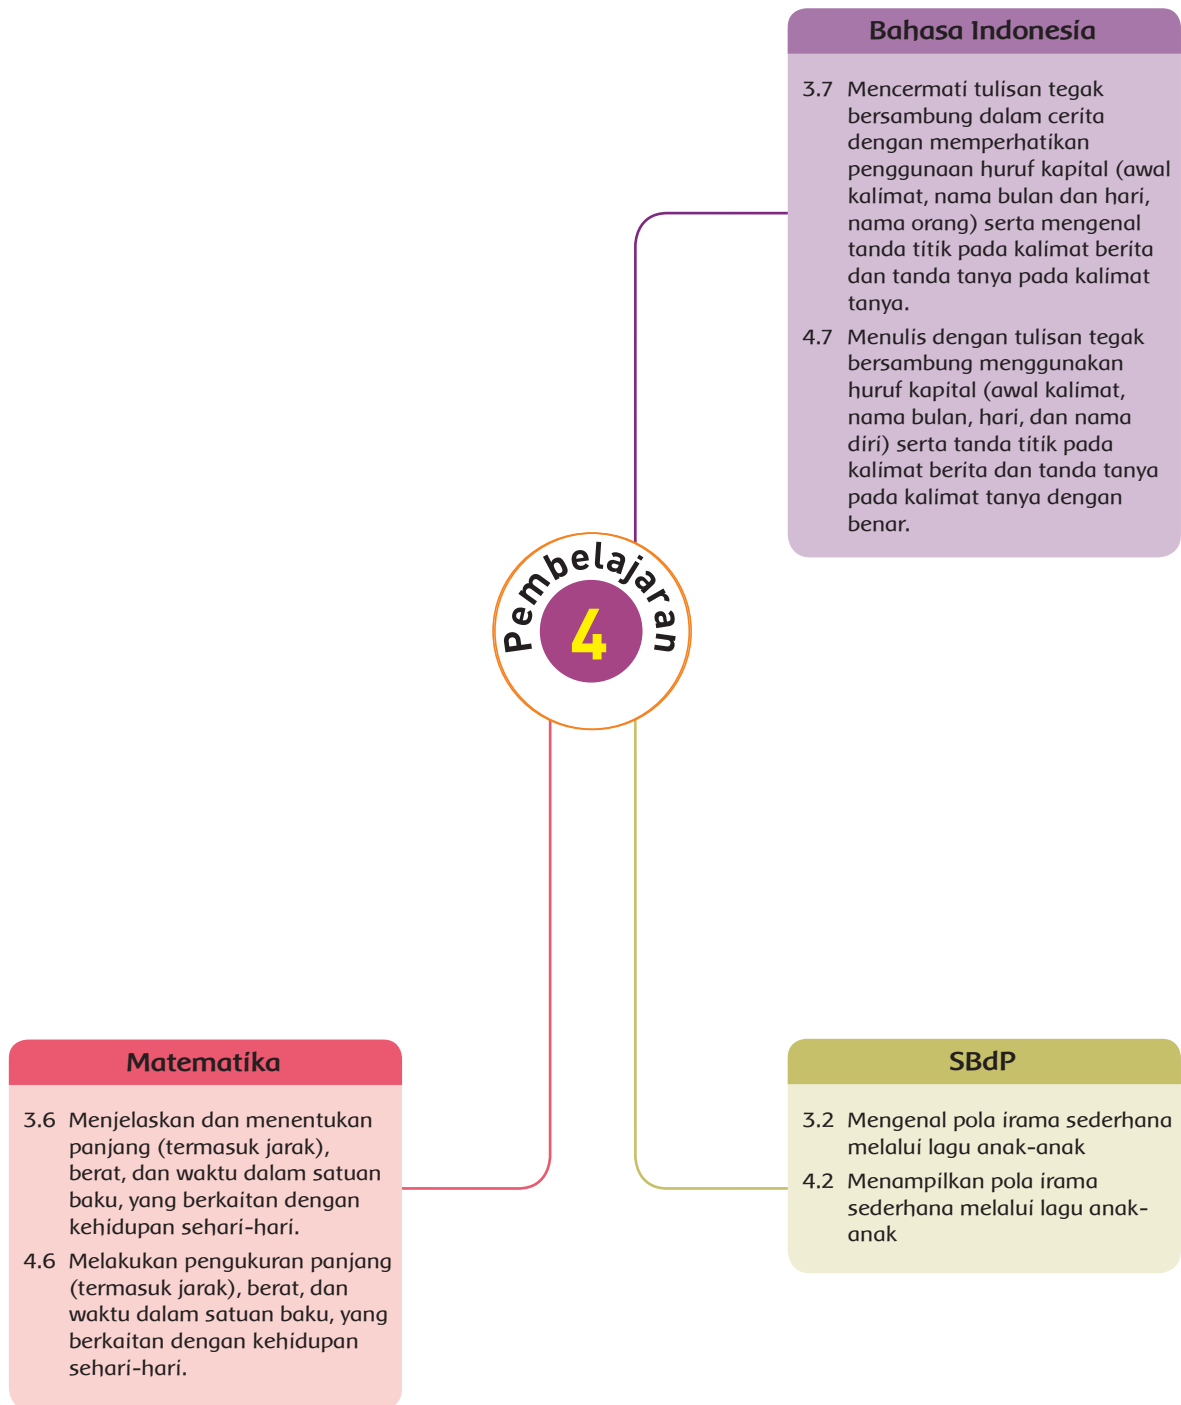 Bahasa Indonesia
3.7 Mencermati tulisan tegak
bersambung dalam cerita
dengan memperhatikan
penggunaan huruf kapital (awal
kalimat, nama bulan dan hari,
nama orang) serta mengenal
tanda titik pada kalimat berita
dan tanda tanya pada kalimat
tanya.
4.7 Menulis dengan tulisan tegak
bersambung menggunakan
huruf kapital (awal kalimat,
nama bulan, hari, dan nama
diri) serta tanda titik pada
kalimat berita dan tanda tanya
pada kalimat tanya dengan
benar.
Pembelajaran
4
Matematika
3.6 Menjelaskan dan menentukan
panjang (termasuk jarak),
berat, dan waktu dalam satuan
baku, yang berkaitan dengan
kehidupan sehari-hari.
4.6 Melakukan pengukuran panjang
(termasuk jarak), berat, dan
waktu dalam satuan baku, yang
berkaitan dengan kehidupan
sehari-hari.
SBdP
3.2 Mengenal pola irama sederhana
melalui lagu anak-anak
4.2 Menampilkan pola irama
sederhana melalui lagu anak-
anak